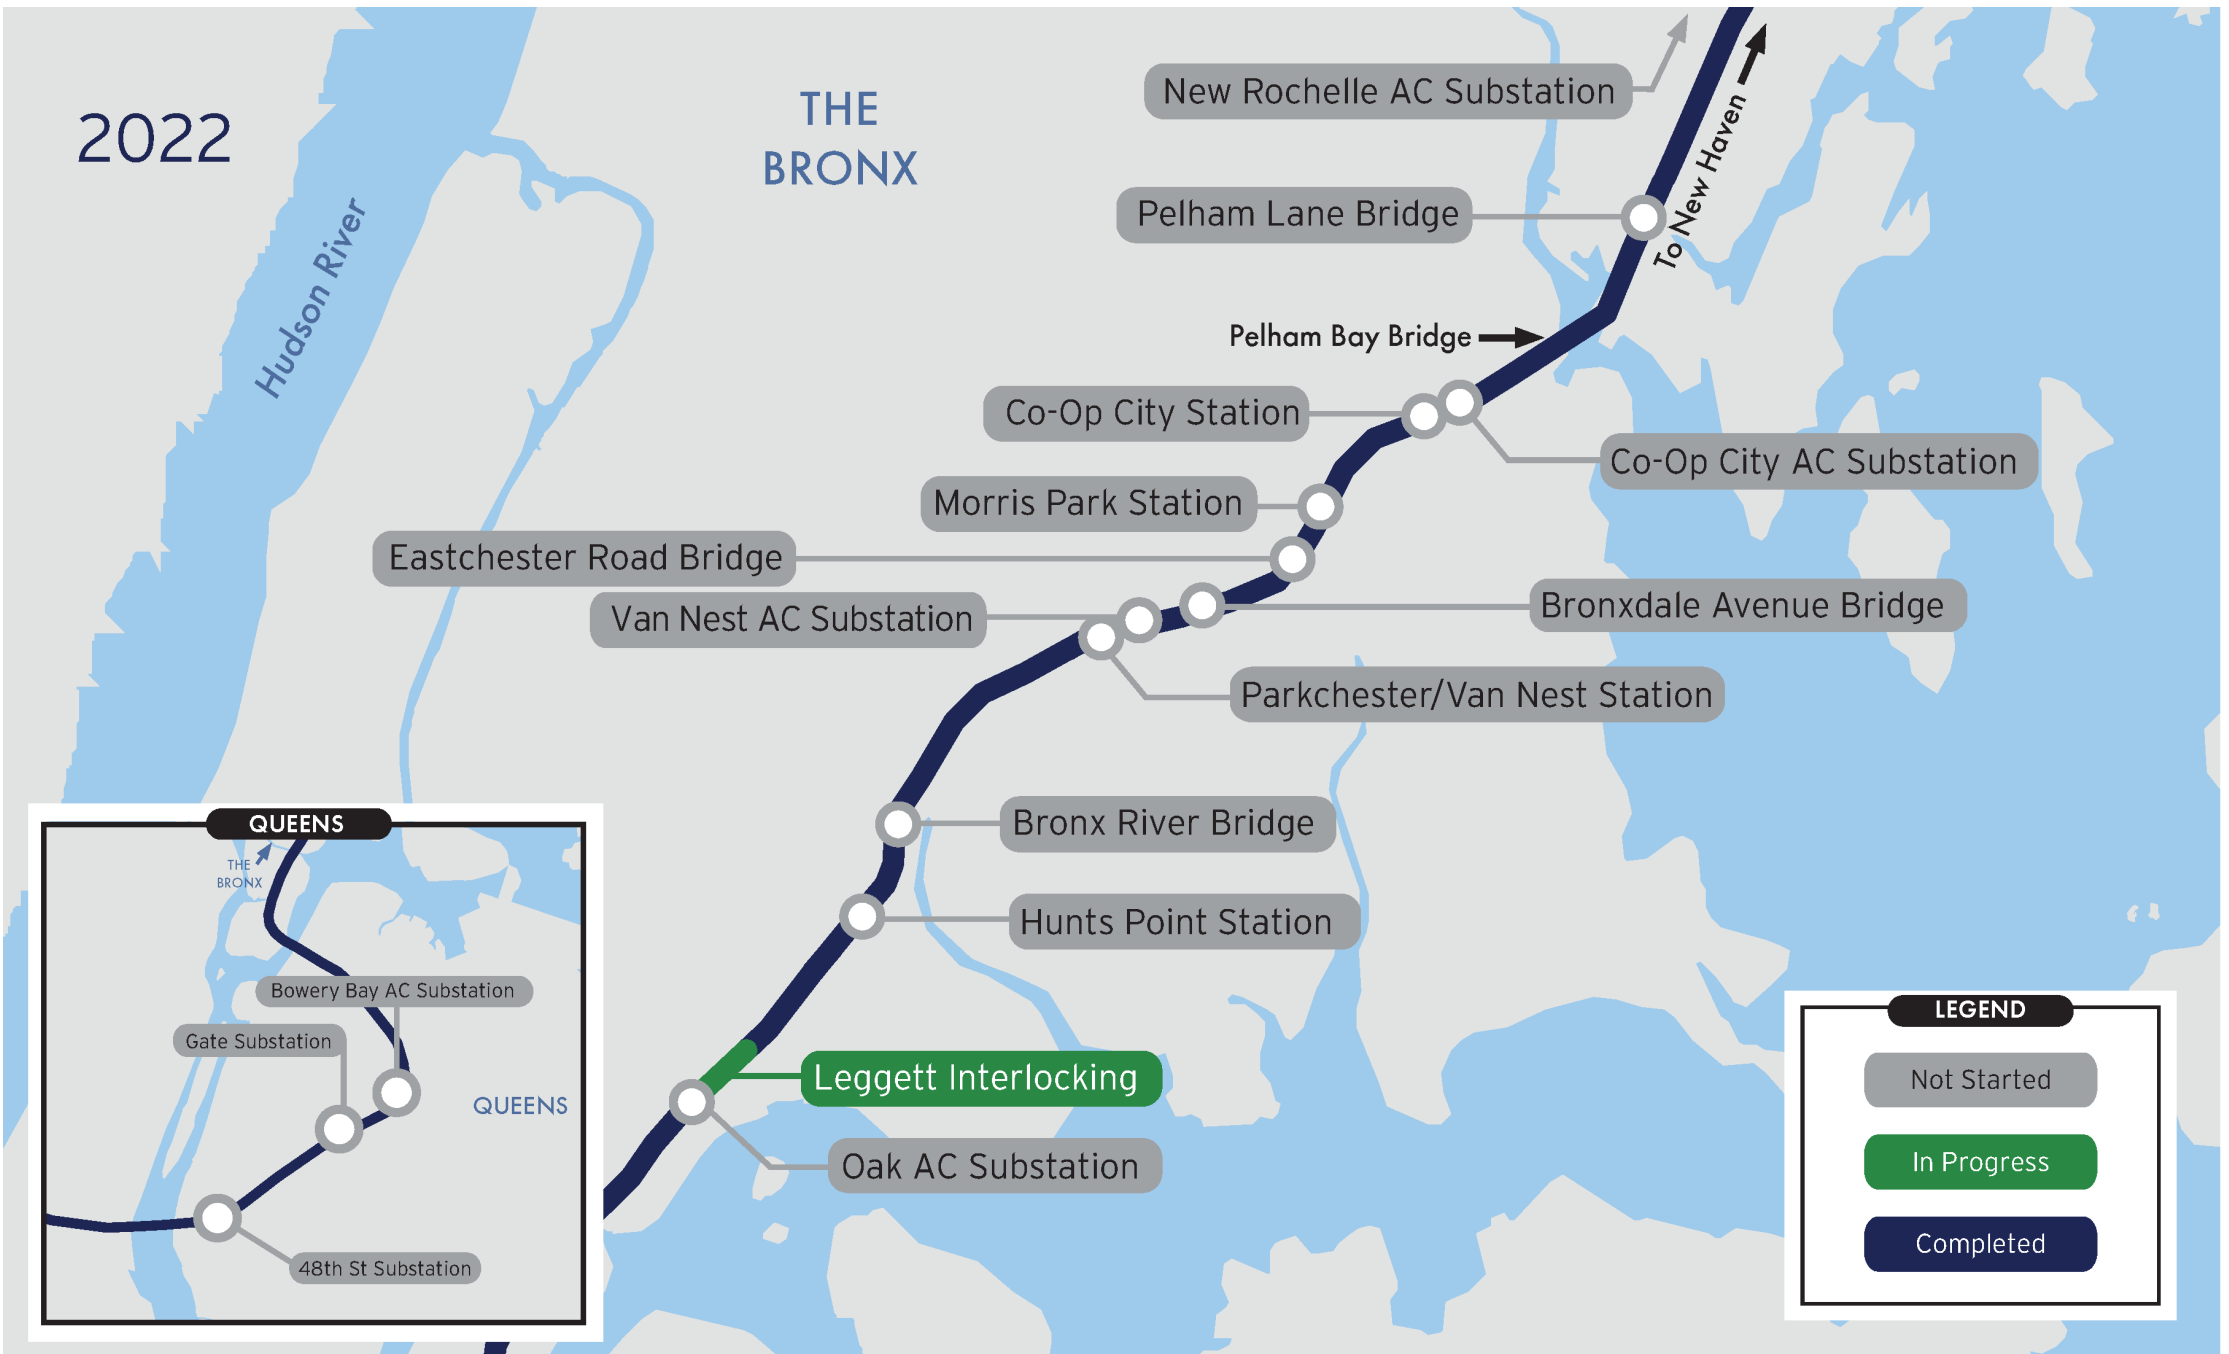 2022
THE
BRONX
Hudson River
New Rochelle AC Substation
To New Haven
Pelham Lane Bridge
Pelham Bay Bridge
Co-Op City Station
Co-Op City AC Substation
Morris Park Station
Eastchester Road Bridge
Van Nest AC Substation
Bronxdale Avenue Bridge
Parkchester/Van Nest Station
Bronx River Bridge
Hunts Point Station
Leggett Interlocking
Oak AC Substation
QUEENS
THE
BRONX
Bowery Bay AC Substation
Gate Substation
QUEENS
48th St Substation
LEGEND
Not Started
In Progress
Completed